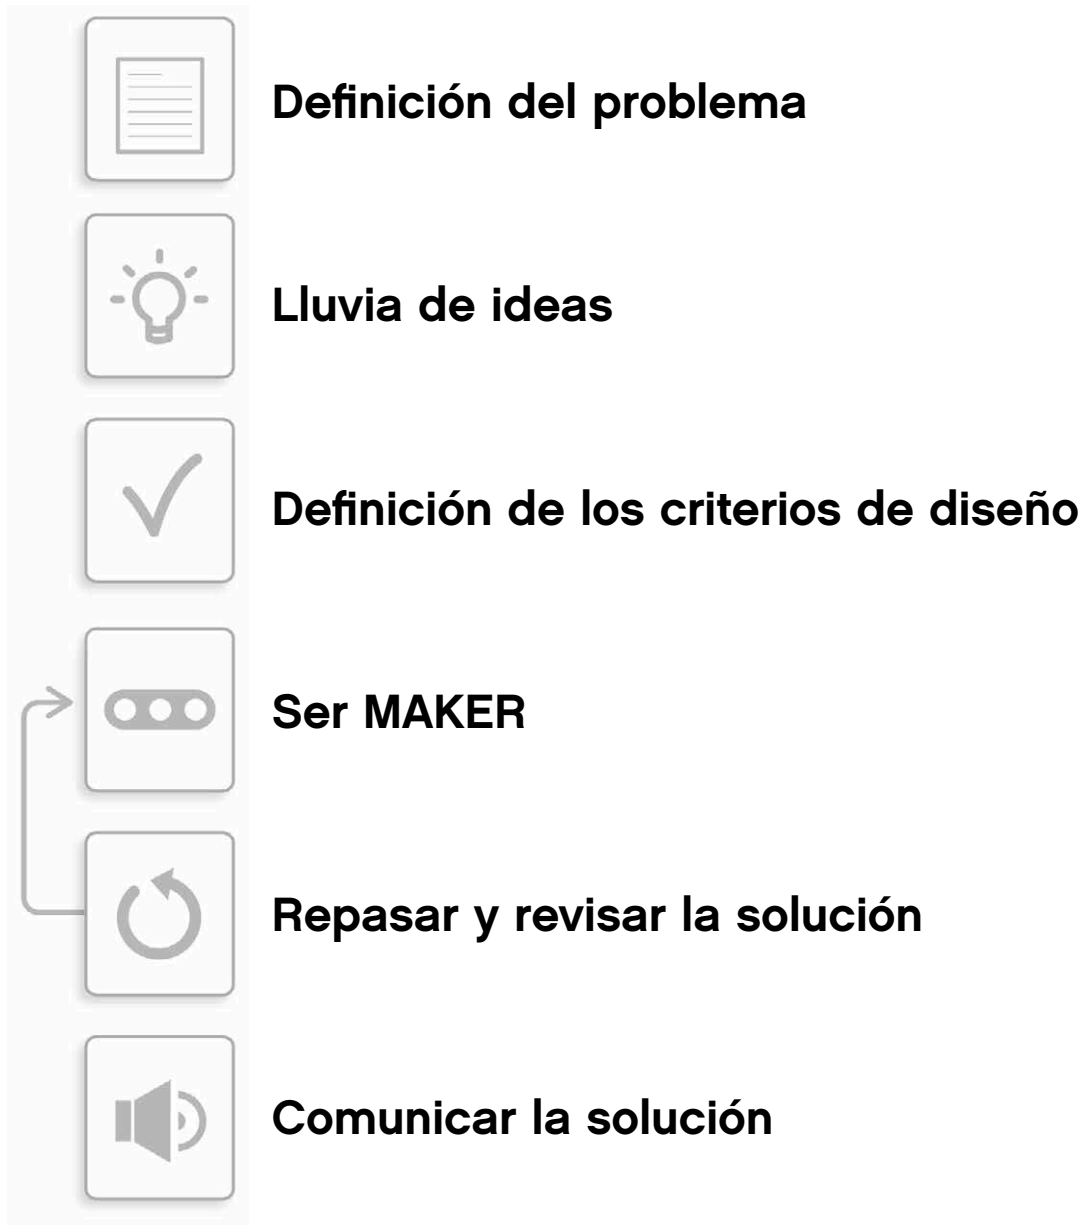 Definición del problema
Lluvia de ideas
Definición de los criterios de diseño
Ser MAKER
Repasar y revisar la solución
Comunicar la solución